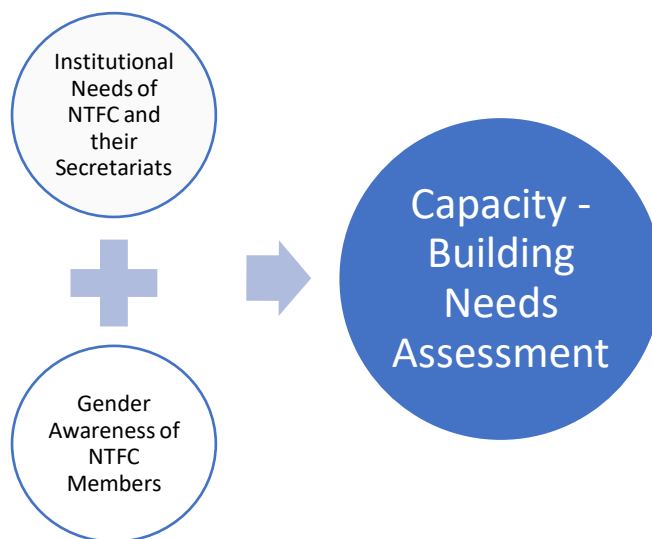 Institutional
Needs of
NTFC and
their
Secretariats
Gender
Awareness of
NTFC
Members
Capacity -
Building
Needs
Assessment